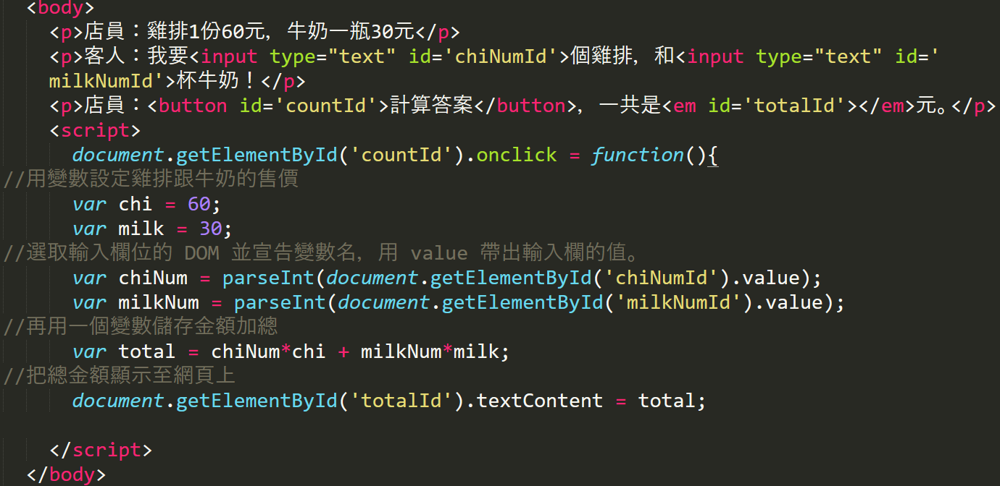 <body>
<p>店員：雞排1份60元，牛奶一瓶30元</p>
<p>客人：我要<input type="text" id='chiNumId'>個雞排，和<input type="text" id='
milkNumId'>杯牛奶！</p>
<p>店員：<button id='countId'>計算答案</button>，一共是<em id='totalId'></em>元。</p>
<script>
document.getElementById('countId').onclick = function(){
//用變數設定雞排跟牛奶的售價
var chi = 60;
var milk = 30;
//選取輸入欄位的 DOM 並宣告變數名，用 value 帶出輸入欄的值。
var chiNum = parseInt(document.getElementById('chiNumId').value);
var milkNum = parseInt(document.getElementById('milkNumId').value);
//再用一個變數儲存金額加總
var total = chiNum*chi + milkNum*milk;
//把總金額顯示至網頁上
document.getElementById('totalId').textContent = total;
</script>
</body>